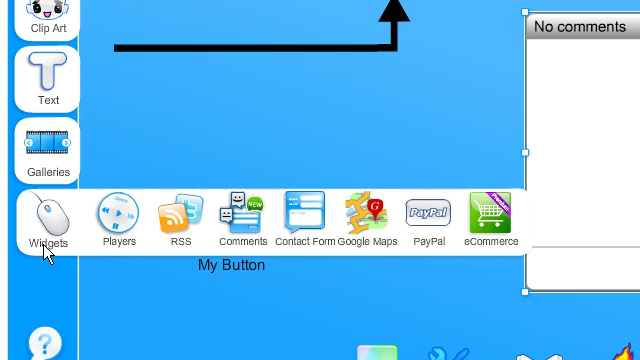 Clip Art
No comments
Text
Galleries
Widgets
Players
RSS
NEW
Comments
Contact Form
G
Google Maps
PayPal
PayPal
eCommerce
My Button
?